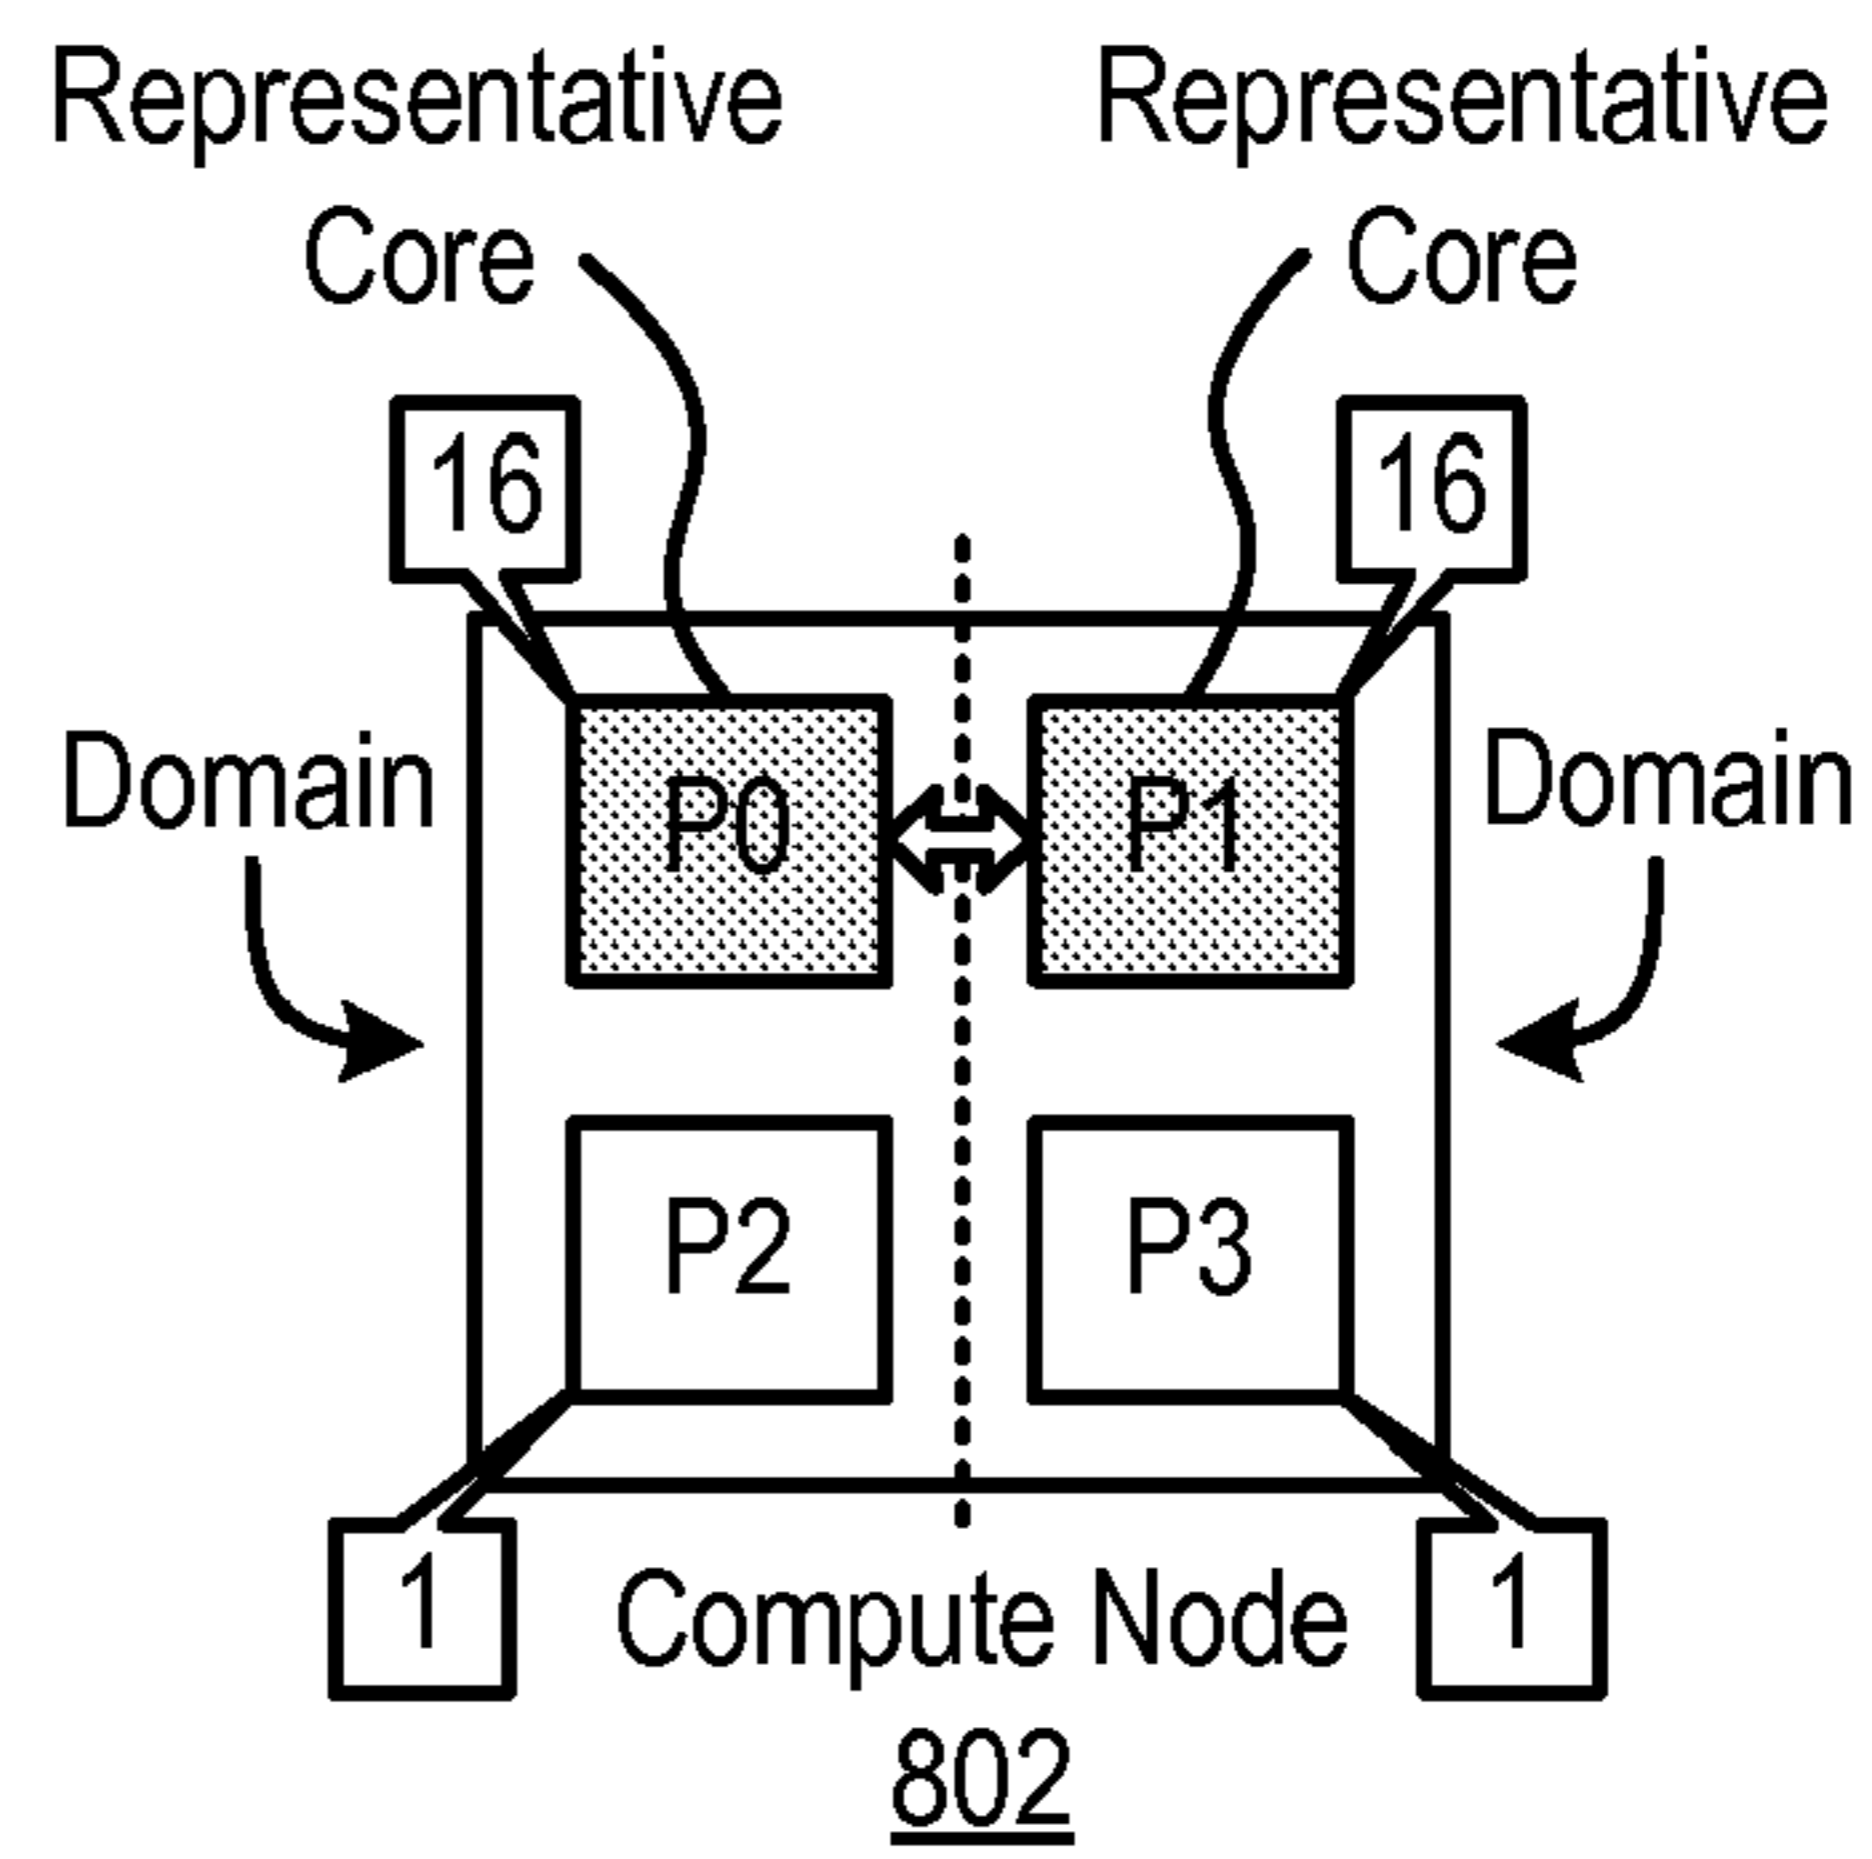 Representative
Core
Representative
Core
16
16
Domain
P0
P1
Domain
P2
P3
1
Compute Node
1
802